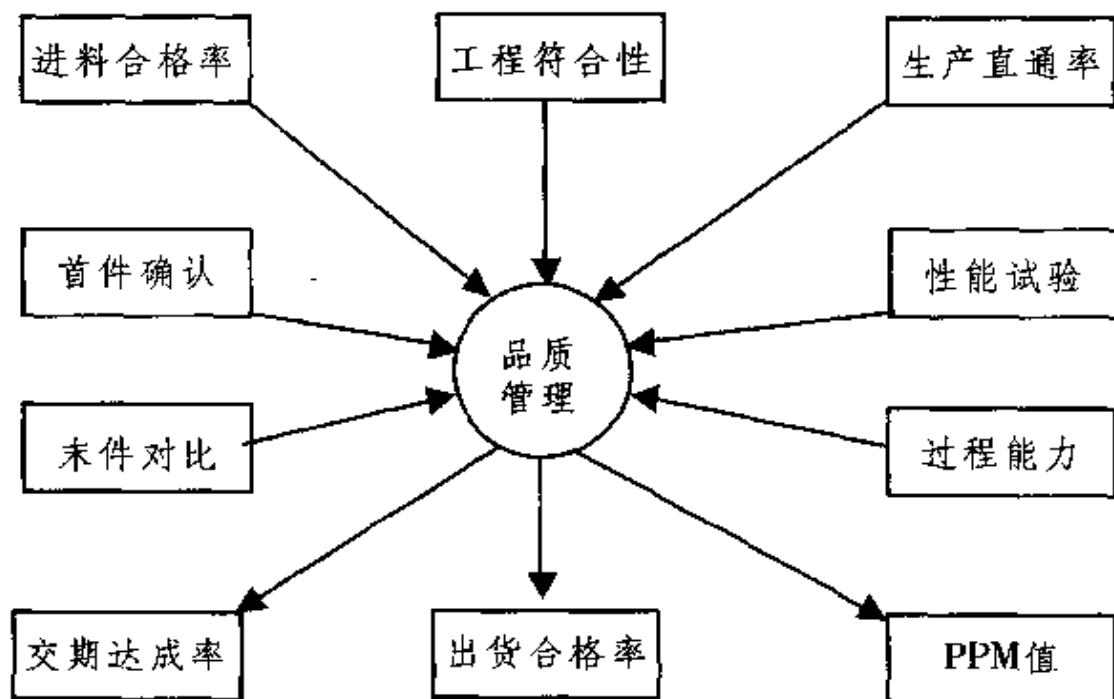 进料合格率
工程符合性
生产直通率
首件确认
性能试验
品质
管理
末件对比
过程能力
交期达成率
出货合格率
PPM值